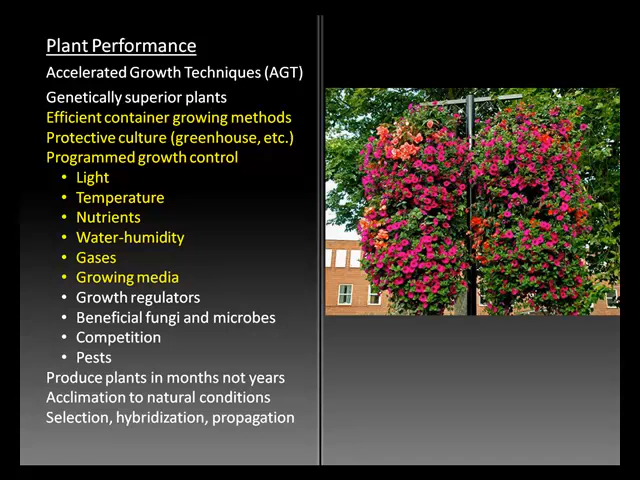 Plant Performance
Accelerated Growth Techniques (AGT)
Genetically superior plants
Efficient container growing methods
Protective culture (greenhouse, etc.)
Programmed growth control
• Light
• Temperature
• Nutrients
• Water-humidity
• Gases
• Growing media
• Growth regulators
• Beneficial fungi and microbes
• Competition
• Pests
Produce plants in months not years
Acclimation to natural conditions
Selection, hybridization, propagation